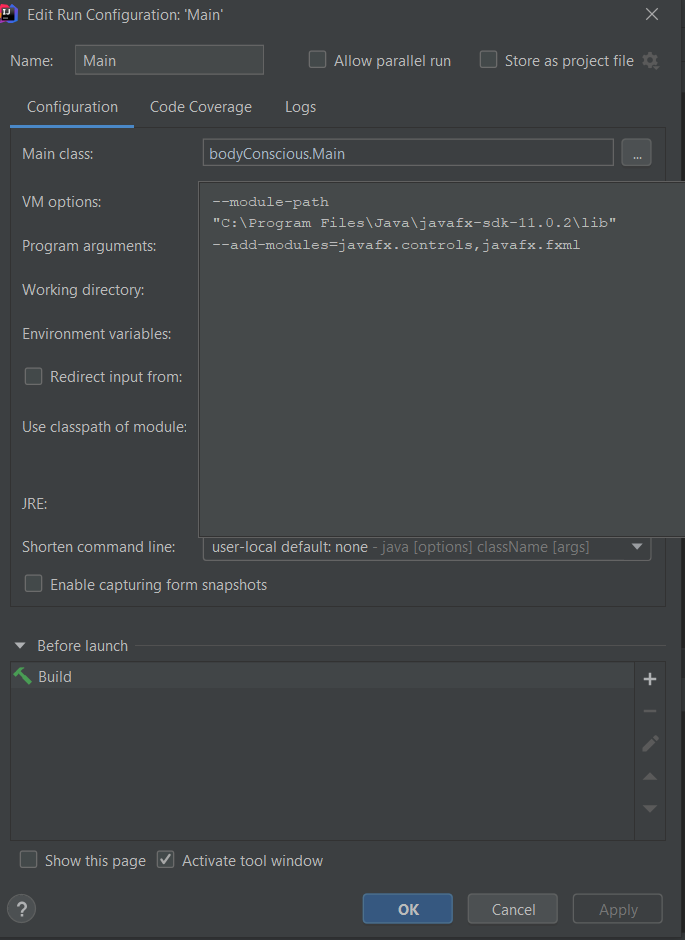 IJ
Edit Run Configuration: 'Main'
Name: Main Allow parallel run Store as project file
Configuration Code Coverage Logs
Main class: bodyConscious.Main ...
VM options: --module-path
"C:\Program Files\Java\javafx-sdk-11.0.2\lib"
--add-modules=javafx.controls,javafx.fxml
Program arguments:
Working directory:
Environment variables:
Redirect input from:
Use classpath of module:
JRE:
Shorten command line: user-local default: none - java [options] className [args]
Enable capturing form snapshots
Before launch
Build
Show this page Activate tool window
? OK Cancel Apply